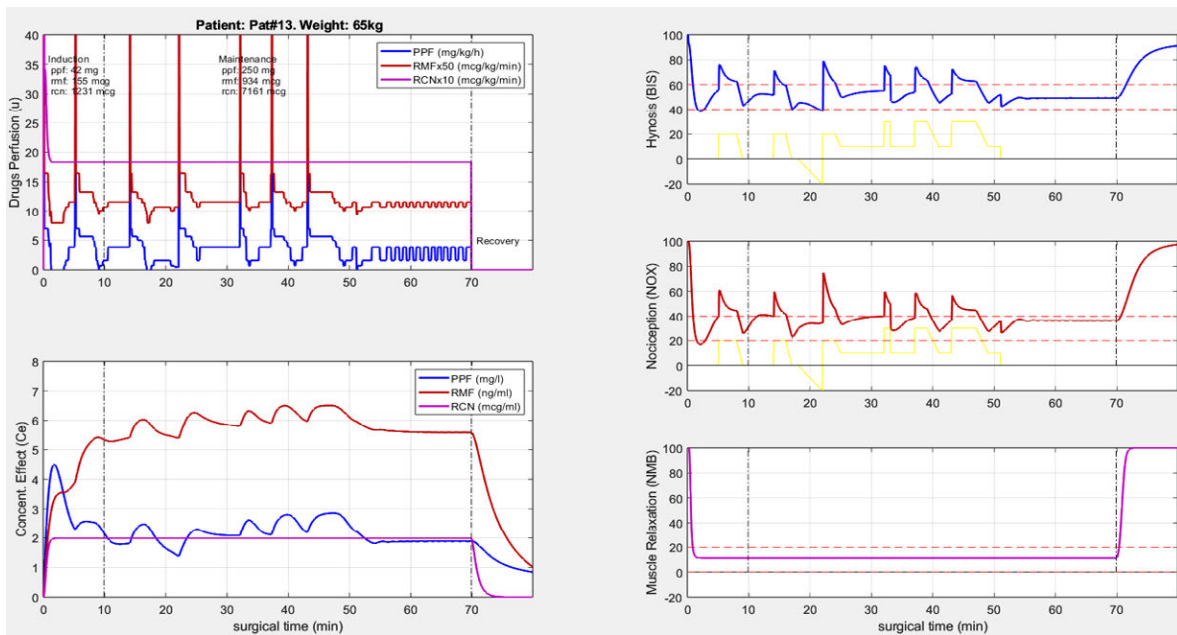 Patient: Pat#13. Weight: 65kg
Drugs Perfusion (u)
40
35
30
25
20
15
10
5
0
Induction
ppf: 42 mg
rmf: 155 mcg
rcn: 1231 mcg
Maintenance
ppf: 250 mg
rmf: 934 mcg
rcn: 7161 mcg
PPF (mg/kg/h)
RMFx50 (mcg/kg/min)
RCNx10 (mcg/kg/min)
Recovery
0 10 20 30 40 50 60 70
Concent. Effect (Ce)
8
7
6
5
4
3
2
1
0
PPF (mg/l)
RMF (ng/ml)
RCN (mcg/ml)
0 10 20 30 40 50 60 70
surgical time (min)
Hynosis (BIS)
100
80
60
40
20
0
-20
0 10 20 30 40 50 60 70 80
Nociception (NOX)
100
80
60
40
20
0
-20
0 10 20 30 40 50 60 70 80
Muscle Relaxation (NMB)
100
80
60
40
20
0
-20
0 10 20 30 40 50 60 70 80
surgical time (min)